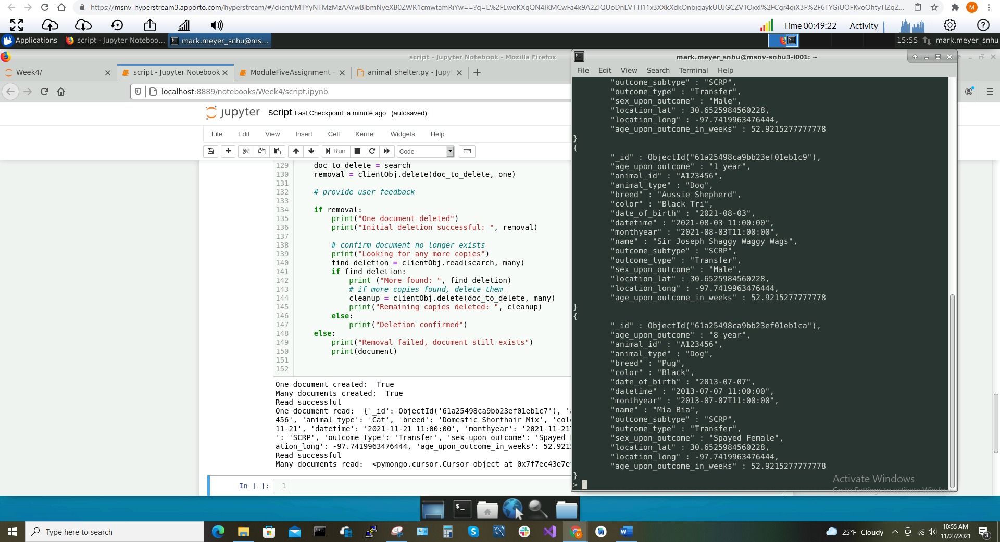 https://msnv-hyperstream3.apporto.com/hyperstream/#/client/
Time 00:49:22
Activity
Applications
script - Jupyter Noteboo...
mark.meyer_snhu@ms...
15:55
mark.meyer_snhu
script - Jupyter Notebook - Mozilla Firefox
Week4/
script - Jupyter Notebook
ModuleFiveAssignment -
animal_shelter.py - Jupyt
localhost:8889/notebooks/Week4/script.ipynb
jupyter script Last Checkpoint: a minute ago (autosaved)
File Edit View Insert Cell Kernel Widgets Help
Run
Code
129 doc_to_delete = search
130 removal = clientObj.delete(doc_to_delete, one)
131
132 # provide user feedback
133
134 if removal:
135 print("One document deleted")
136 print("Initial deletion successful: ", removal)
137
138 # confirm document no longer exists
139 print("Looking for any more copies")
140 find_deletion = clientObj.read(search, many)
141 if find_deletion:
142 print ("More found: ", find_deletion)
143 # if more copies found, delete them
144 cleanup = clientObj.delete(doc_to_delete, many)
145 print("Remaining copies deleted: ", cleanup)
146 else:
147 print("Deletion confirmed")
148 else:
149 print("Removal failed, document still exists")
150 print(document)
151
152
One document created:  True
Many documents created:  True
Read successful
One document read:  {'_id': ObjectId('61a25498ca9bb23ef01eb1c7'), '
456', 'animal_type': 'Cat', 'breed': 'Domestic Shorthair Mix', 'col
11-21', 'datetime': '2021-11-21 11:00:00', 'monthyear': '2021-11-21
': 'SCRP', 'outcome_type': 'Transfer', 'sex_upon_outcome': 'Spayed
ation_long': -97.7419963476444, 'age_upon_outcome_in_weeks': 52.921
Read successful
Many documents read:  <pymongo.cursor.Cursor object at 0x7f7ec43e7e
In [ ]: 1
mark.meyer_snhu@msnv-snhu3-l001: ~
File Edit View Search Terminal Help
"outcome_subtype" : "SCRP",
"outcome_type" : "Transfer",
"sex_upon_outcome" : "Male",
"location_lat" : 30.6525984560228,
"location_long" : -97.7419963476444,
"age_upon_outcome_in_weeks" : 52.9215277777778
}
{
"_id" : ObjectId("61a25498ca9bb23ef01eb1c9"),
"age_upon_outcome" : "1 year",
"animal_id" : "A123456",
"animal_type" : "Dog",
"breed" : "Aussie Shepherd",
"color" : "Black Tri",
"date_of_birth" : "2021-08-03",
"datetime" : "2021-08-03 11:00:00",
"monthyear" : "2021-08-03T11:00:00",
"name" : "Sir Joseph Shaggy Waggy Wags",
"outcome_subtype" : "SCRP",
"outcome_type" : "Transfer",
"sex_upon_outcome" : "Male",
"location_lat" : 30.6525984560228,
"location_long" : -97.7419963476444,
"age_upon_outcome_in_weeks" : 52.9215277777778
}
{
"_id" : ObjectId("61a25498ca9bb23ef01eb1ca"),
"age_upon_outcome" : "8 year",
"animal_id" : "A123456",
"animal_type" : "Dog",
"breed" : "Pug",
"color" : "Black",
"date_of_birth" : "2013-07-07",
"datetime" : "2013-07-07 11:00:00",
"monthyear" : "2013-07-07T11:00:00",
"name" : "Mia Bia",
"outcome_subtype" : "SCRP",
"outcome_type" : "Transfer",
"sex_upon_outcome" : "Spayed Female",
"location_lat" : 30.6525984560228,
"location_long" : -97.7419963476444,
"age_upon_outcome_in_weeks" : 52.9215277777778
}
>
Activate Windows
Go to Settings to activate Windows.
Type here to search
25°F Cloudy
10:55 AM
11/27/2021
3